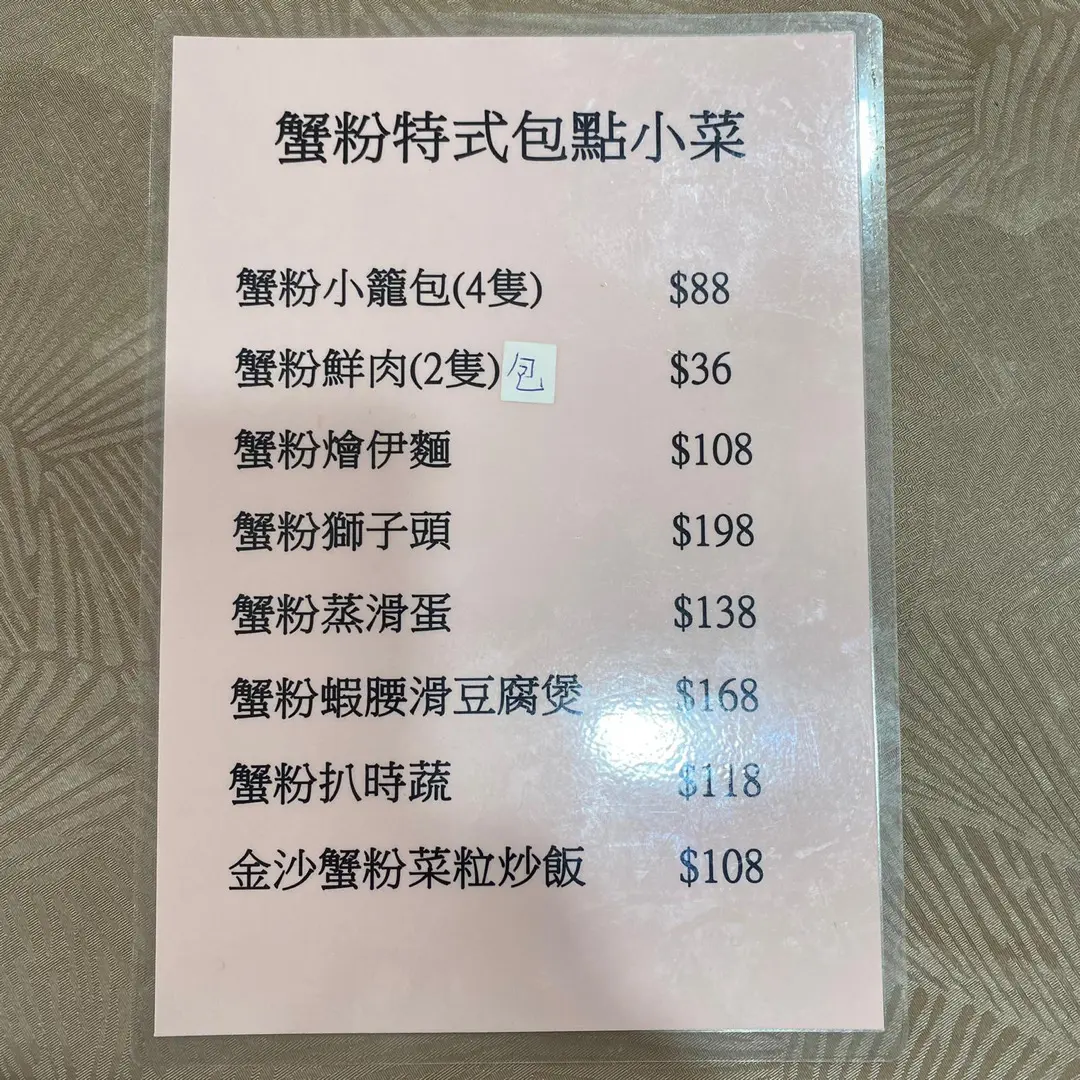 蟹粉特式包點小菜
蟹粉小籠包(4隻) $88
蟹粉鮮肉(2隻)包 $36
蟹粉燴伊麵 $108
蟹粉獅子頭 $198
蟹粉蒸滑蛋 $138
蟹粉蝦腰滑豆腐煲 $168
蟹粉扒時蔬 $118
金沙蟹粉菜粒炒飯 $108